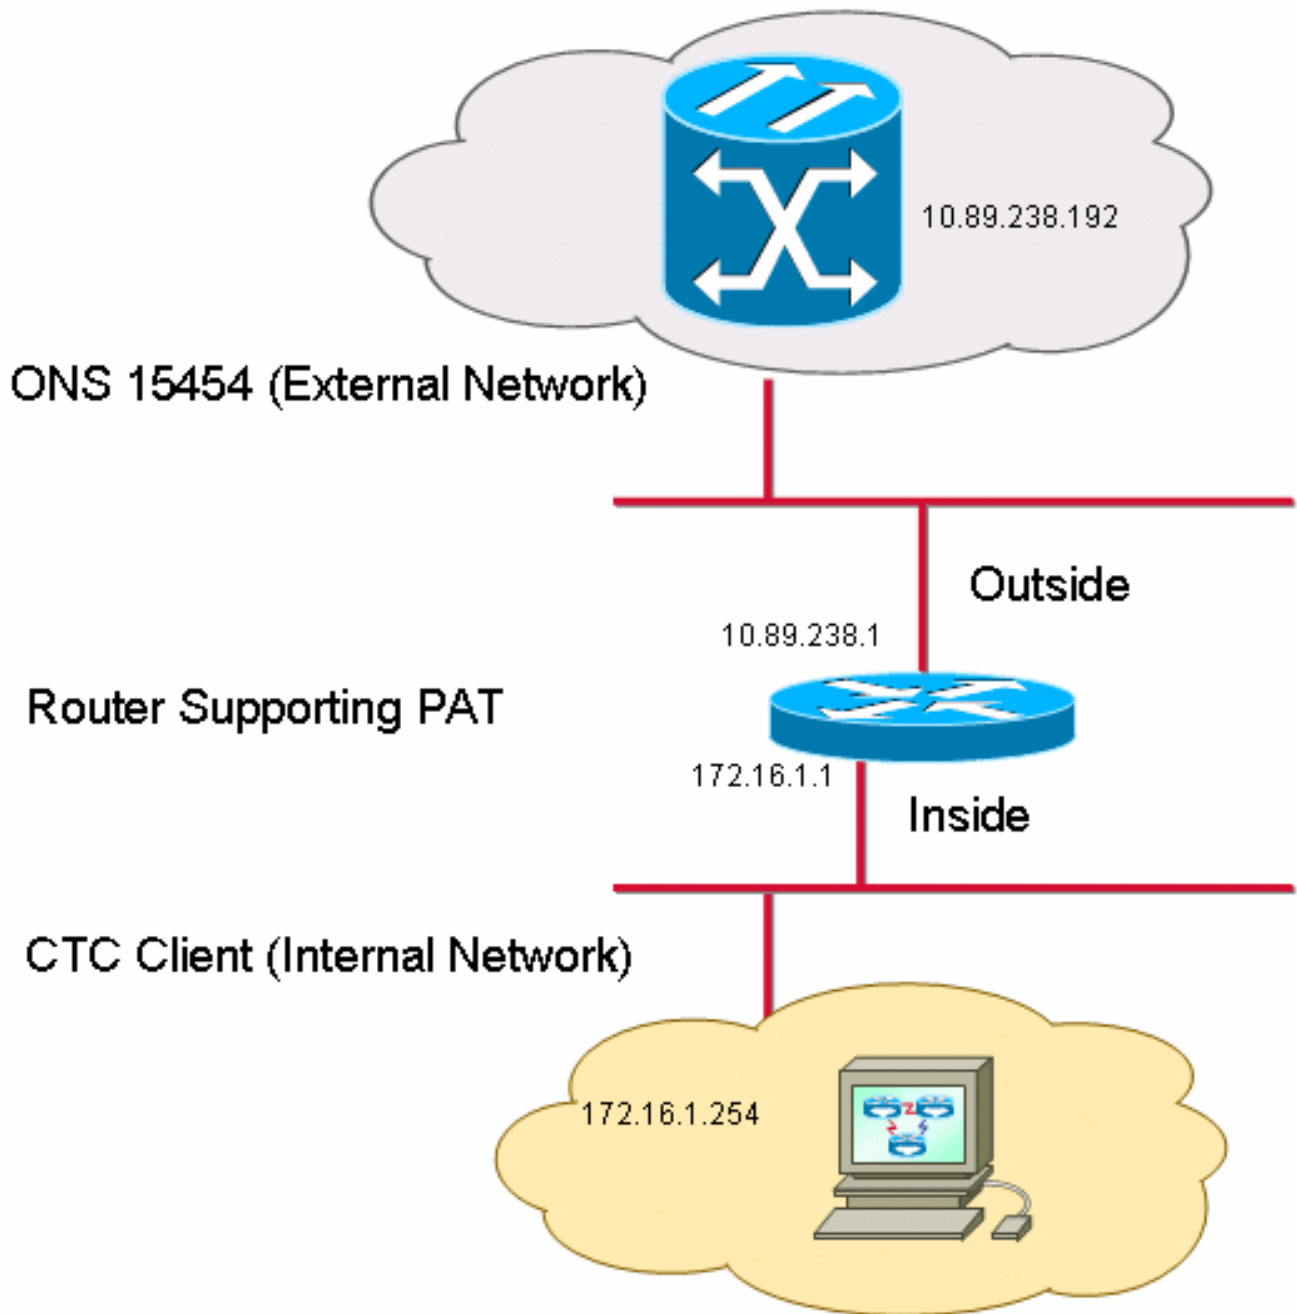 10.89.238.192
ONS 15454 (External Network)
Outside
10.89.238.1
Router Supporting PAT
172.16.1.1
Inside
CTC Client (Internal Network)
172.16.1.254